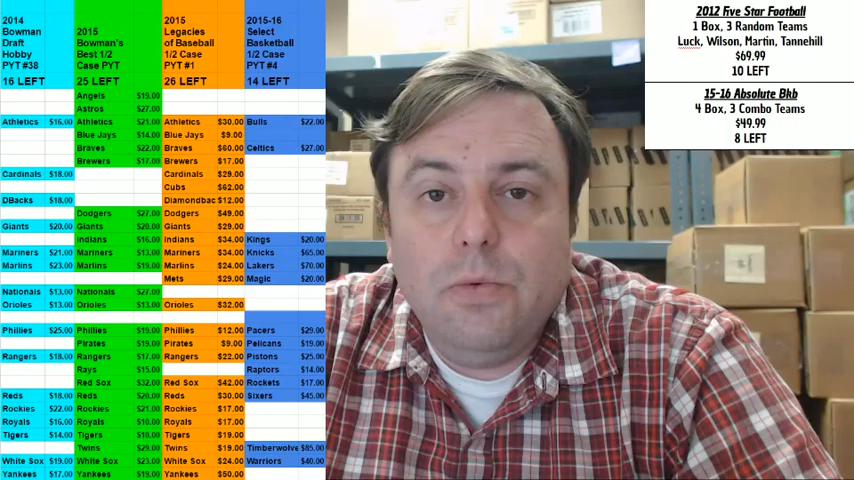 2014
Bowman
Draft
Hobby
PYT #38
16 LEFT
Athletics $16.00
Cardinals $18.00
DBacks $18.00
Giants $20.00
Mariners $21.00
Marlins $23.00
Nationals $13.00
Orioles $13.00
Phillies $25.00
Rangers $18.00
Reds $18.00
Rockies $22.00
Royals $16.00
Tigers $14.00
White Sox $19.00
Yankees $17.00
2015
Bowman's
Best 1/2
Case PYT
25 LEFT
Angels $19.00
Astros $27.00
Athletics $21.00
Blue Jays $14.00
Braves $22.00
Brewers $17.00
Dodgers $27.00
Giants $20.00
Indians $16.00
Mariners $13.00
Marlins $19.00
Nationals $27.00
Orioles $13.00
Phillies $19.00
Pirates $19.00
Rangers $17.00
Rays $15.00
Red Sox $32.00
Reds $20.00
Rockies $21.00
Royals $10.00
Tigers $10.00
Twins $29.00
White Sox $23.00
Yankees $19.00
2015
Legacies
of Baseball
1/2 Case
PYT #1
26 LEFT
Athletics $30.00
Blue Jays $9.00
Braves $60.00
Brewers $17.00
Cardinals $29.00
Cubs $62.00
Diamondbac $12.00
Dodgers $49.00
Giants $29.00
Indians $34.00
Mariners $34.00
Marlins $24.00
Mets $29.00
Orioles $32.00
Phillies $12.00
Pirates $9.00
Rangers $22.00
Red Sox $42.00
Reds $30.00
Rockies $17.00
Royals $17.00
Tigers $19.00
Twins $19.00
White Sox $24.00
Yankees $50.00
2015-16
Select
Basketball
1/2 Case
PYT #4
14 LEFT
Bulls $22.00
Celtics $27.00
Kings $20.00
Knicks $65.00
Lakers $70.00
Magic $20.00
Pacers $29.00
Pelicans $19.00
Pistons $25.00
Raptors $14.00
Rockets $17.00
Sixers $45.00
Timberwolve $85.00
Warriors $40.00
2012 Five Star Football
1 Box, 3 Random Teams
Luck, Wilson, Martin, Tannehill
$69.99
10 LEFT
15-16 Absolute Bkb
4 Box, 3 Combo Teams
$49.99
8 LEFT